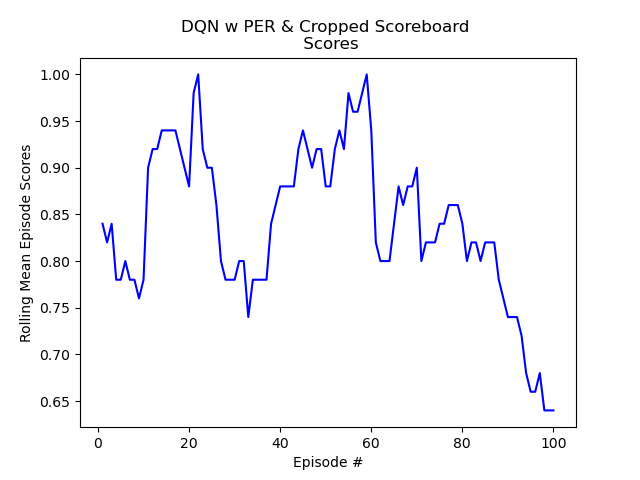 DQN w PER & Cropped Scoreboard
Scores
Rolling Mean Episode Scores
1.00
0.95
0.90
0.85
0.80
0.75
0.70
0.65
0 20 40 60 80 100
Episode #